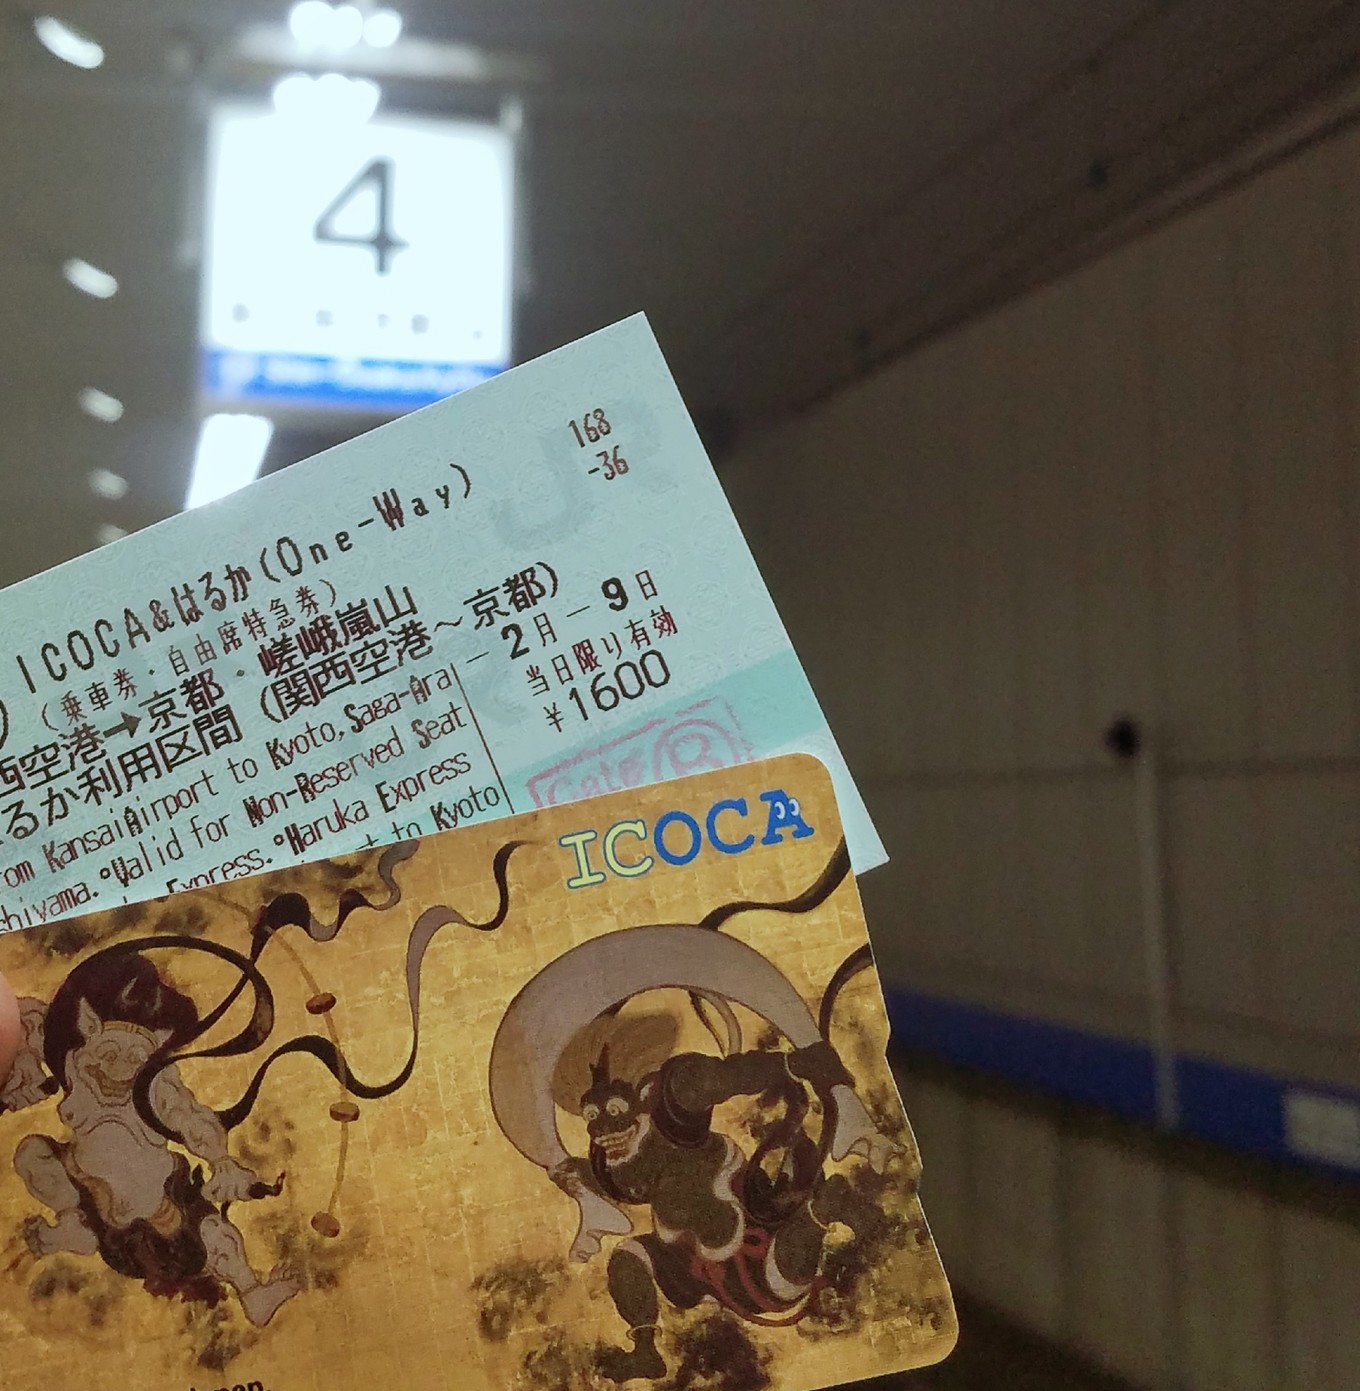 4
168
-36
ICOCA&はるか(One-Way)
(乗車券・自由席特急券)
西空港→京都・嵯峨嵐山
るか利用区間 (関西空港～京都)
2月-9日
当日限り有効
¥1600
om Kansai Airport to Kyoto, Saga-Ara
shiyama. °Valid for Non-Reserved Seat
Express. °Haruka Express
to Kyoto
Gate 8
ICOCA